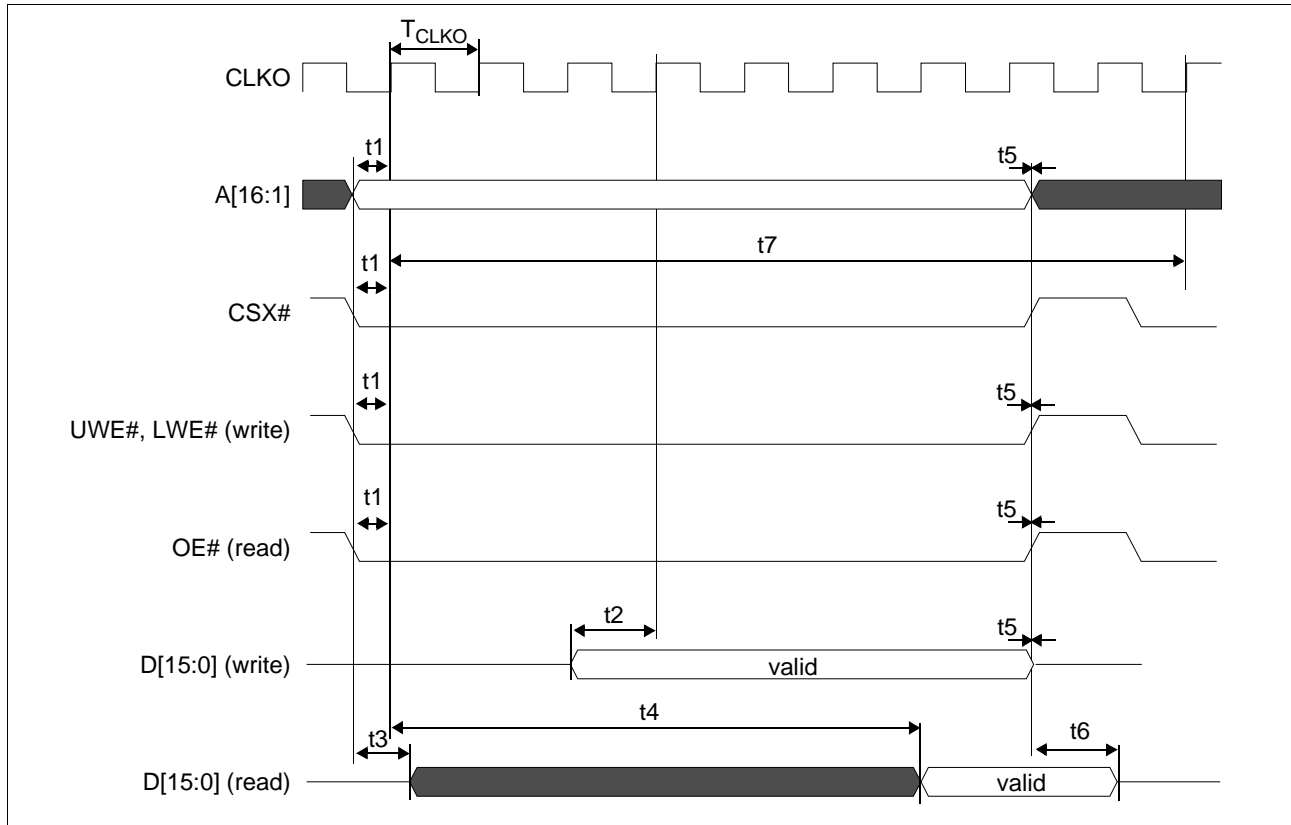 TCLKO
CLKO
t1
t5
A[16:1]
t7
t1
CSX#
t1
t5
UWE#, LWE# (write)
t1
t5
OE# (read)
t2
t5
D[15:0] (write)
valid
t4
t3
t6
D[15:0] (read)
valid